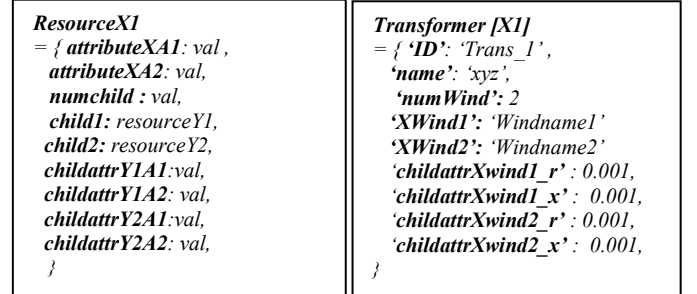 ResourceX1
= { attributeXA1: val ,
attributeXA2: val,
numchild : val,
child1: resourceY1,
child2: resourceY2,
childattrY1A1:val,
childattrY1A2: val,
childattrY2A1:val,
childattrY2A2: val,
}
Transformer [X1]
= { ‘ID’: ‘Trans_1’ ,
‘name’: ‘xyz’,
‘numWind’: 2
‘XWind1’: ‘Windname1’
‘XWind2’: ‘Windname2’
‘childattrXwind1_r’ : 0.001,
‘childattrXwind1_x’ : 0.001,
‘childattrXwind2_r’ : 0.001,
‘childattrXwind2_x’ : 0.001,
}